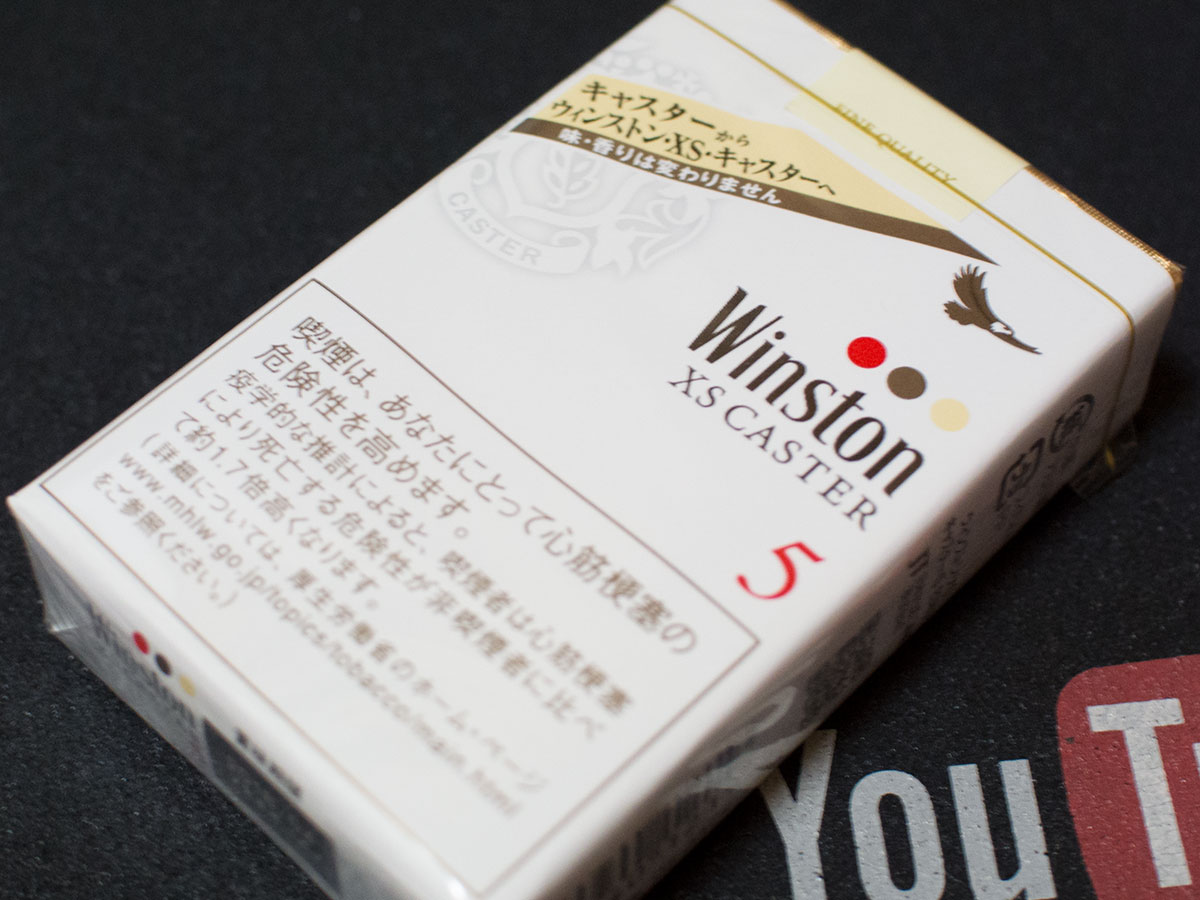 FINE QUALITY
キャスターから
ウィンストン・XS・キャスターへ
味・香りは変わりません
CASTER
Winston
XS CASTER
5
喫煙は、あなたにとって心筋梗塞の
危険性を高めます。
疫学的な推計によると、喫煙者は心筋梗塞
により死亡する危険性が非喫煙者に比べ
て約1.7倍高くなります。
(詳細については、厚生労働省のホーム・ページ
www.mhlw.go.jp/topics/tobacco/main.html
をご参照ください。)
Winston
You T